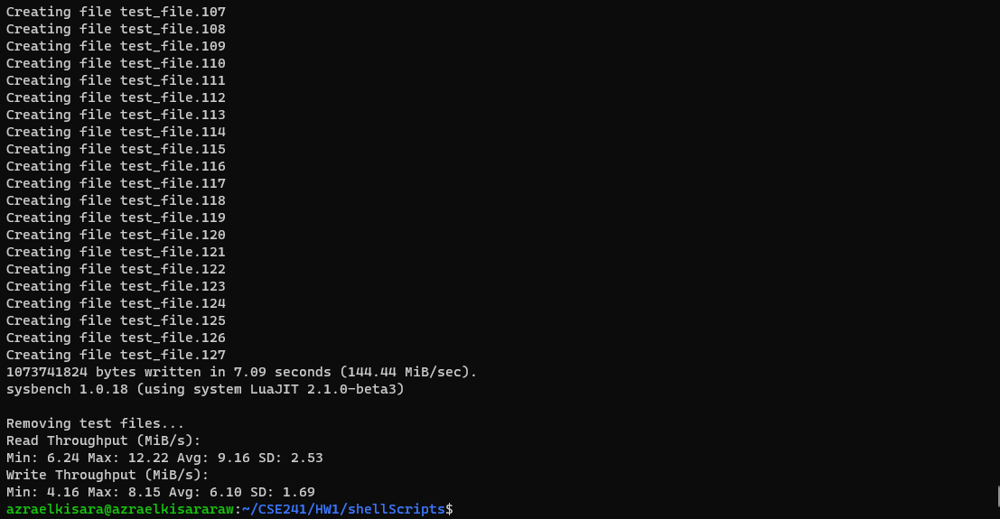 Creating file test_file.107
Creating file test_file.108
Creating file test_file.109
Creating file test_file.110
Creating file test_file.111
Creating file test_file.112
Creating file test_file.113
Creating file test_file.114
Creating file test_file.115
Creating file test_file.116
Creating file test_file.117
Creating file test_file.118
Creating file test_file.119
Creating file test_file.120
Creating file test_file.121
Creating file test_file.122
Creating file test_file.123
Creating file test_file.124
Creating file test_file.125
Creating file test_file.126
Creating file test_file.127
1073741824 bytes written in 7.09 seconds (144.44 MiB/sec).
sysbench 1.0.18 (using system LuaJIT 2.1.0-beta3)
Removing test files...
Read Throughput (MiB/s):
Min: 6.24 Max: 12.22 Avg: 9.16 SD: 2.53
Write Throughput (MiB/s):
Min: 4.16 Max: 8.15 Avg: 6.10 SD: 1.69
azraelkisara@azraelkisararaw:~/CSE241/HW1/shellScripts$